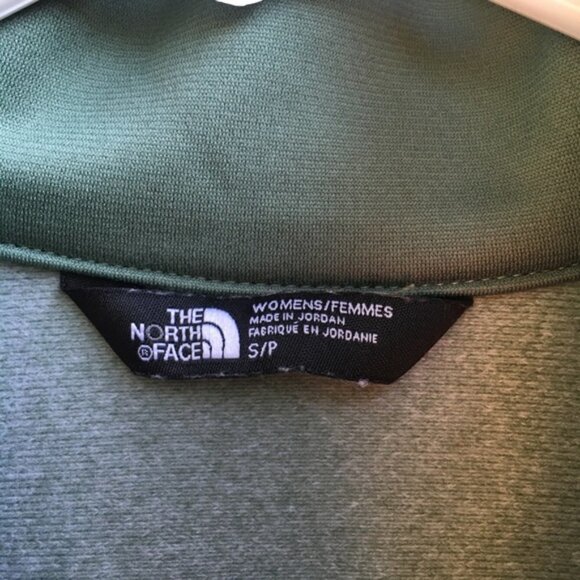 THE
NORTH
®FACE
WOMENS/FEMMES
MADE IN JORDAN
FABRIQUÉ EN JORDANIE
S/P